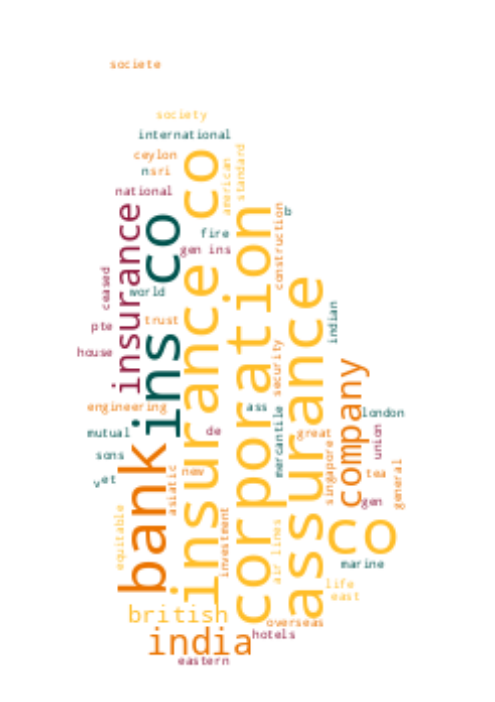 societe
society
international
ceylon
n
sri
national
american
standard
insurance co
ins co
insurance
corporation
construction
b
fire
gen ins
ceased
world
assurance
indian
pte
trust
house
security
company
engineering
ass
london
mutual
de
mercantile
great
union
sons
bank
asiatic
new
singapore
tea
general
vet
gen
equitable
investment
air lines
co
marine
life
east
british
overseas
india
hotels
eastern